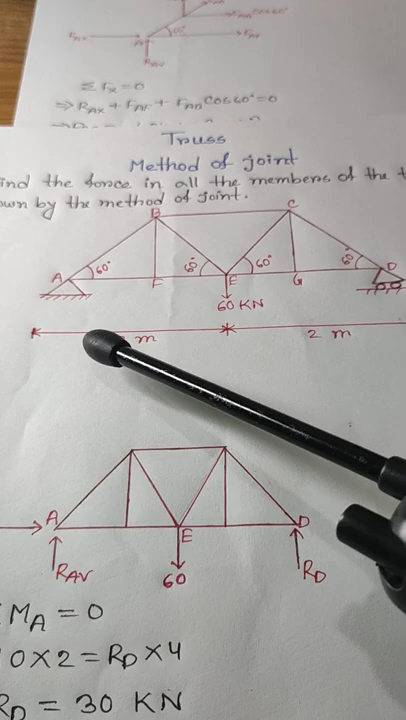 60°
ΣFx = 0
⇒ RAx + FAF + FAB Cos60° = 0
Truss
Method of joint
ind the force in all the members of the t
own by the method of joint.
B C
A 60° F 60° E 60° G 60° D
60 KN
m 2 m
A E D
RAV 60 RD
MA = 0
0 × 2 = RD × 4
RD = 30 KN